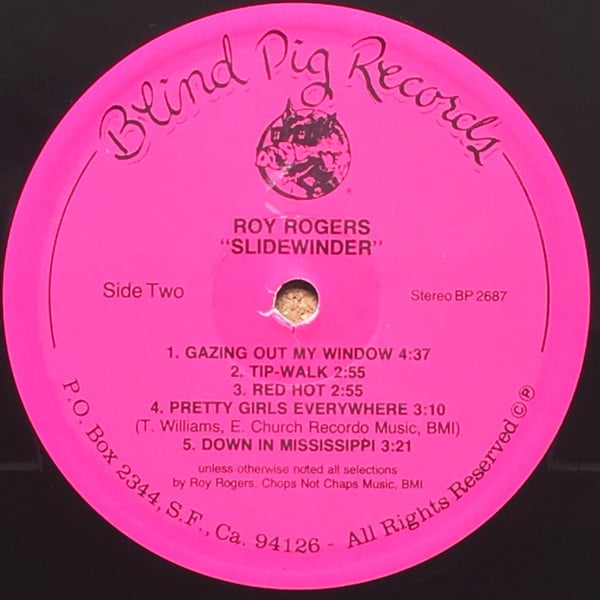 Blind Pig Records
ROY ROGERS
"SLIDEWINDER"
Side Two
Stereo BP 2687
1. GAZING OUT MY WINDOW 4:37
2. TIP-WALK 2:55
3. RED HOT 2:55
4. PRETTY GIRLS EVERYWHERE 3:10
(T. Williams, E. Church Recordo Music, BMI)
5. DOWN IN MISSISSIPPI 3:21
unless otherwise noted all selections
by Roy Rogers, Chops Not Chaps Music, BMI
P.O. Box 2344, S.F., Ca. 94126 - All Rights Reserved ©℗